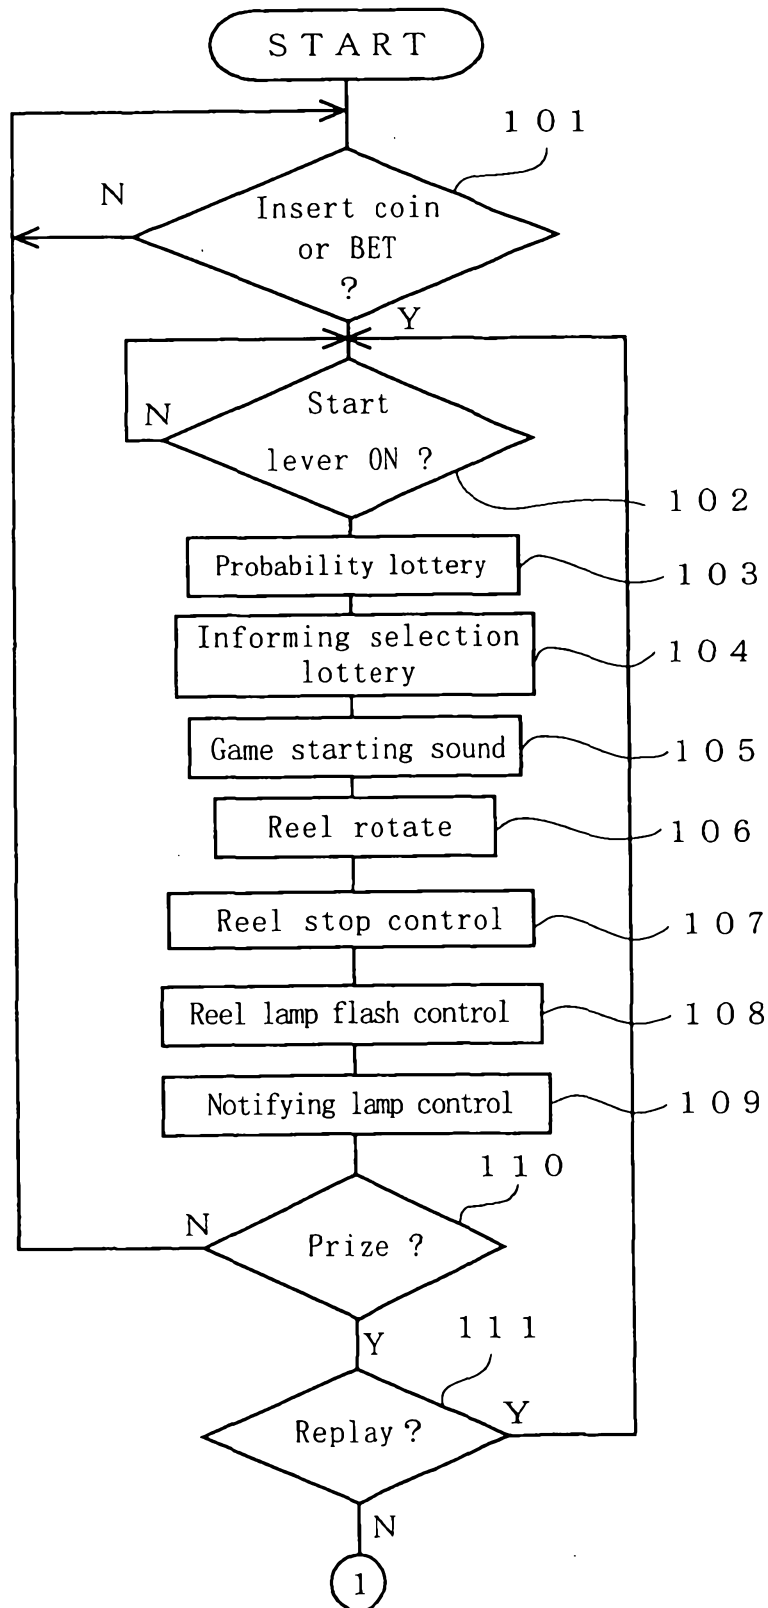 START
101
N
Insert coin
or BET
?
Y
N
Start
lever ON ?
102
Probability lottery
103
Informing selection
lottery
104
Game starting sound
105
Reel rotate
106
Reel stop control
107
Reel lamp flash control
108
Notifying lamp control
109
110
N
Prize ?
Y
111
Replay ?
Y
N
1